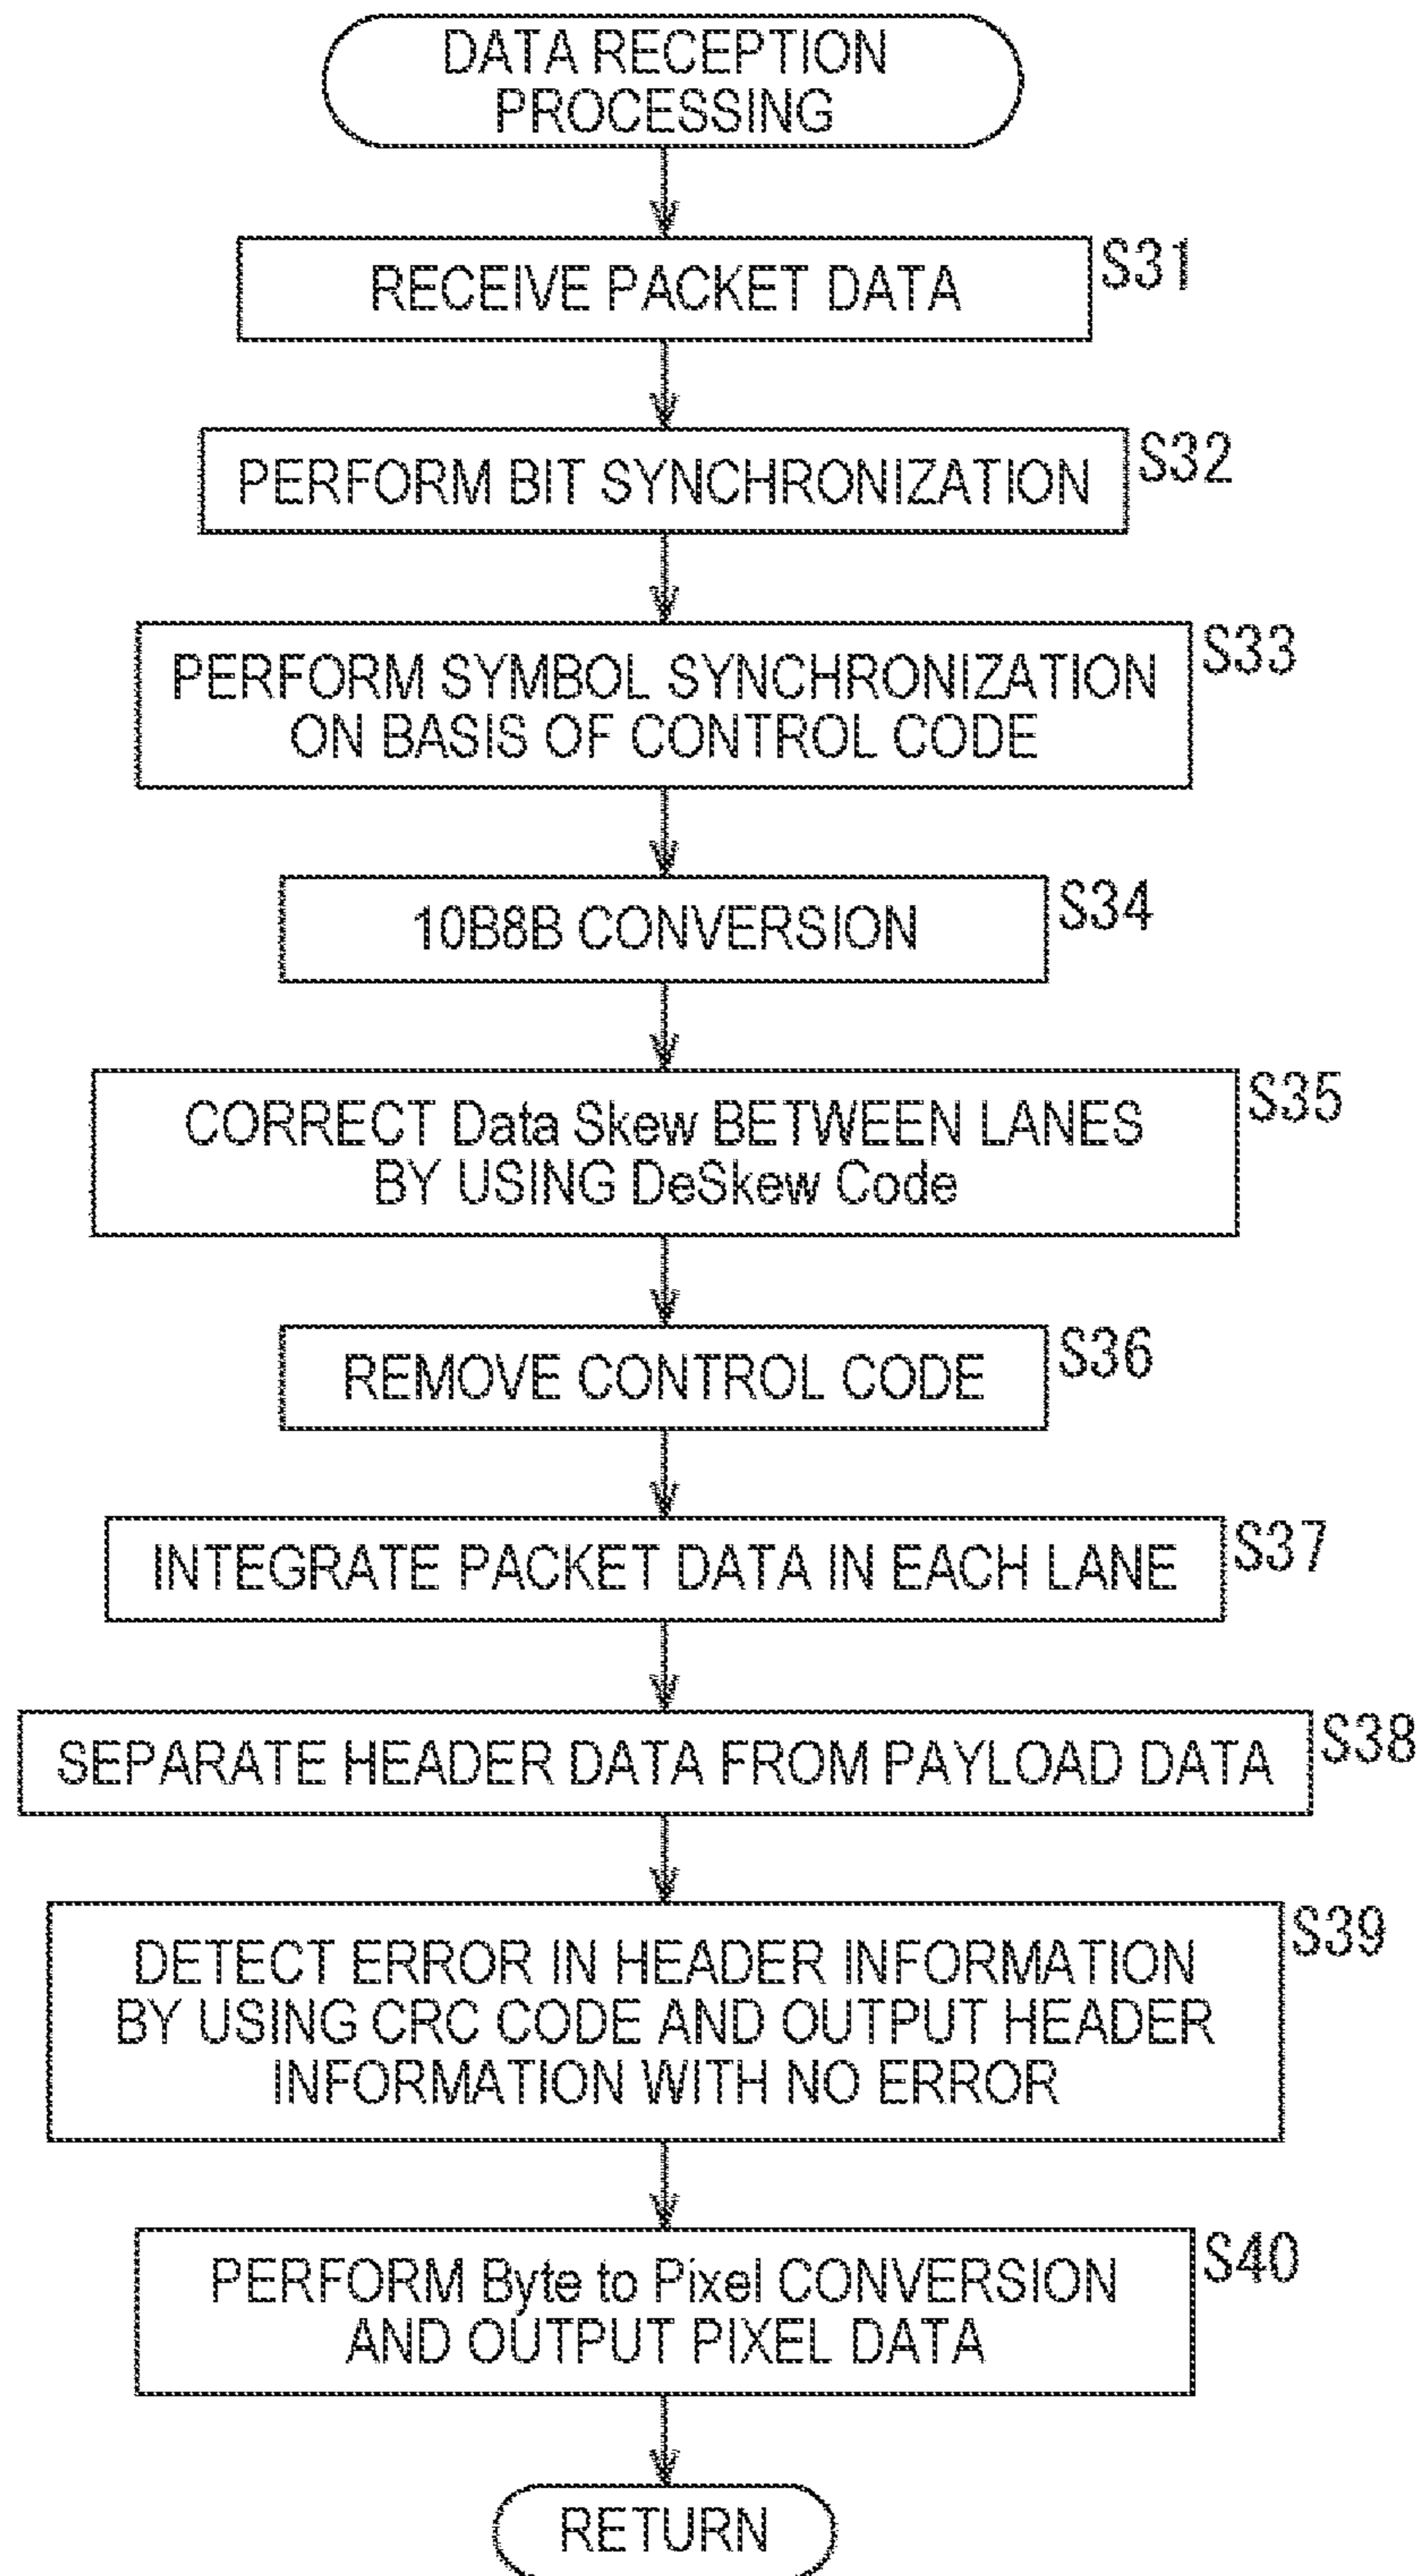 DATA RECEPTION
PROCESSING
RECEIVE PACKET DATA
S31
PERFORM BIT SYNCHRONIZATION
S32
PERFORM SYMBOL SYNCHRONIZATION
ON BASIS OF CONTROL CODE
S33
10B8B CONVERSION
S34
CORRECT Data Skew BETWEEN LANES
BY USING DeSkew Code
S35
REMOVE CONTROL CODE
S36
INTEGRATE PACKET DATA IN EACH LANE
S37
SEPARATE HEADER DATA FROM PAYLOAD DATA
S38
DETECT ERROR IN HEADER INFORMATION
BY USING CRC CODE AND OUTPUT HEADER
INFORMATION WITH NO ERROR
S39
PERFORM Byte to Pixel CONVERSION
AND OUTPUT PIXEL DATA
S40
RETURN